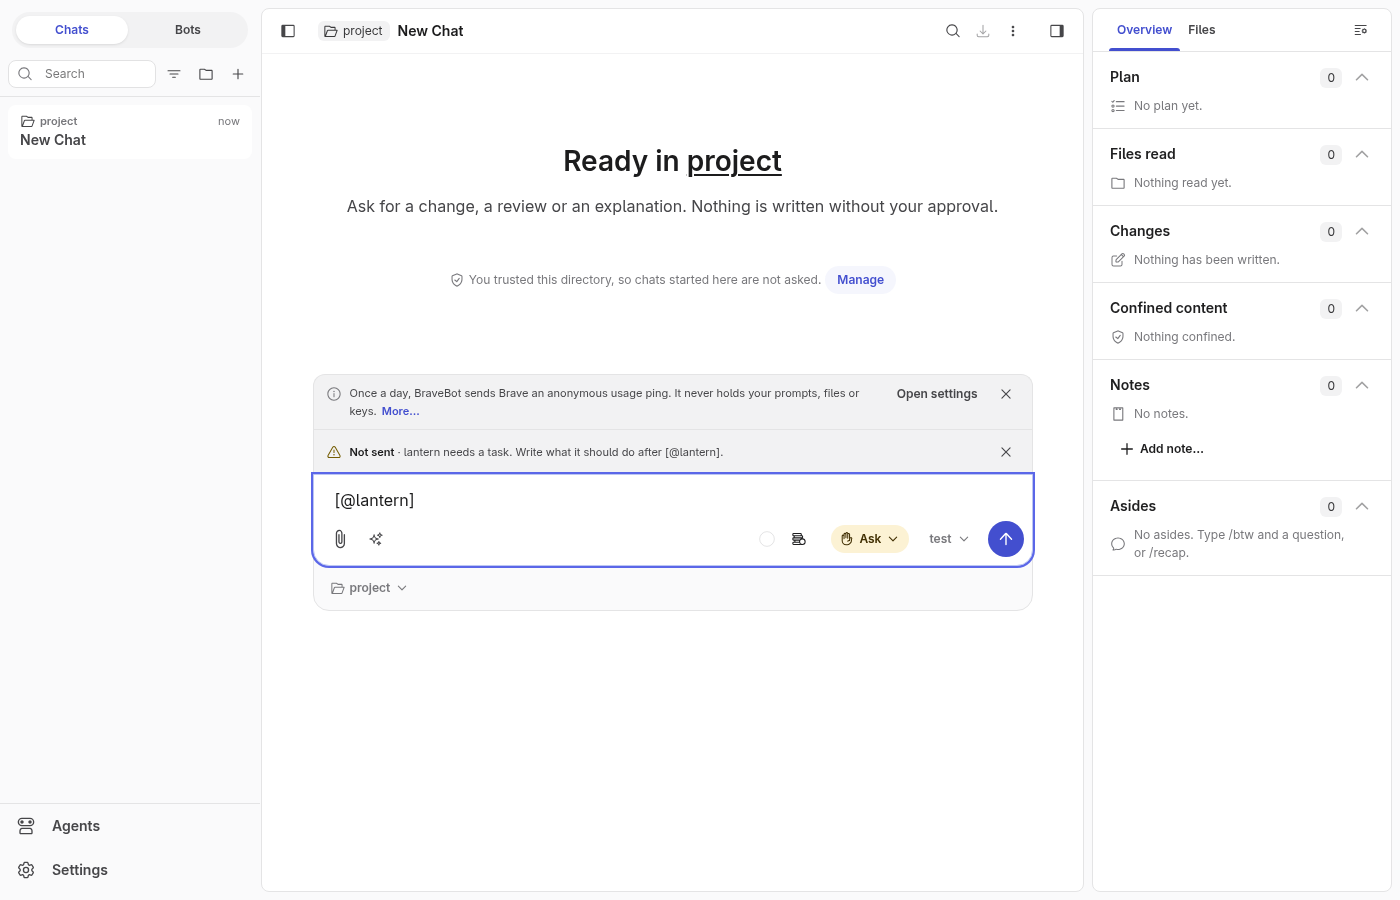 Chats
Bots
Search
project
now
New Chat
Agents
Settings
project
New Chat
Ready in project
Ask for a change, a review or an explanation. Nothing is written without your approval.
You trusted this directory, so chats started here are not asked.
Manage
Once a day, BraveBot sends Brave an anonymous usage ping. It never holds your prompts, files or
keys. More...
Open settings
Not sent · lantern needs a task. Write what it should do after [@lantern].
[@lantern]
Ask
test
project
Overview
Files
Plan
0
No plan yet.
Files read
0
Nothing read yet.
Changes
0
Nothing has been written.
Confined content
0
Nothing confined.
Notes
0
No notes.
Add note...
Asides
0
No asides. Type /btw and a question,
or /recap.